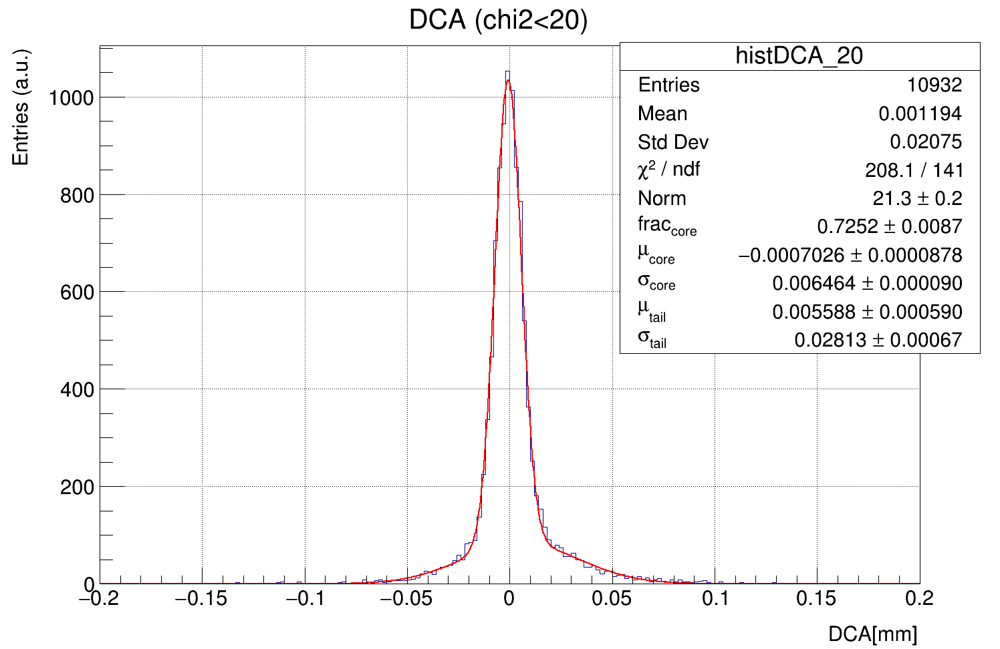 DCA (chi2<20)
Entries (a.u.)
histDCA_20
Entries 10932
Mean 0.001194
Std Dev 0.02075
χ² / ndf 208.1 / 141
Norm 21.3 ± 0.2
frac_core 0.7252 ± 0.0087
μ_core −0.0007026 ± 0.0000878
σ_core 0.006464 ± 0.000090
μ_tail 0.005588 ± 0.000590
σ_tail 0.02813 ± 0.00067
1000
800
600
400
200
0
−0.2 −0.15 −0.1 −0.05 0 0.05 0.1 0.15 0.2
DCA[mm]